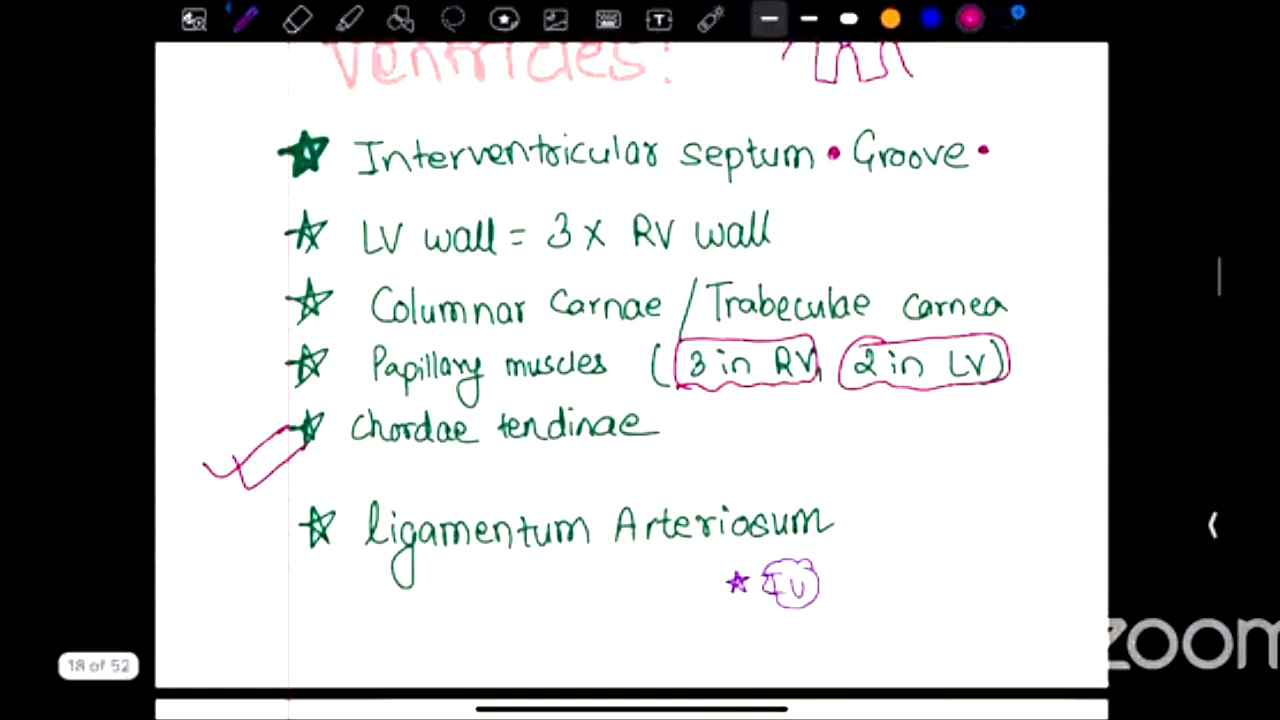 T
Ventricles:
Interventricular septum • Groove •
LV wall = 3 x RV wall
Columnar Carnae / Trabeculae carnea
Papillary muscles (3 in RV, 2 in LV)
Chordae tendinae
ligamentum Arteriosum
IV
18 of 52
zoom